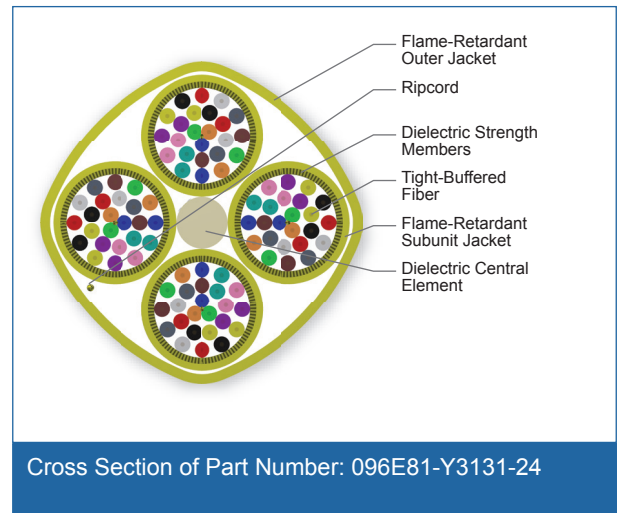 Flame-Retardant
Outer Jacket
Ripcord
Dielectric Strength
Members
Tight-Buffered
Fiber
Flame-Retardant
Subunit Jacket
Dielectric Central
Element
Cross Section of Part Number: 096E81-Y3131-24